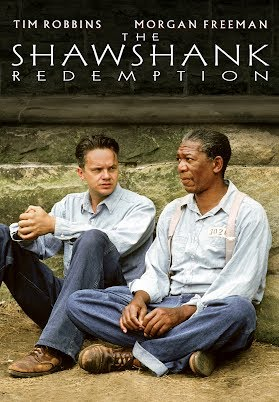 TIM ROBBINS MORGAN FREEMAN
THE
SHAWSHANK
REDEMPTION